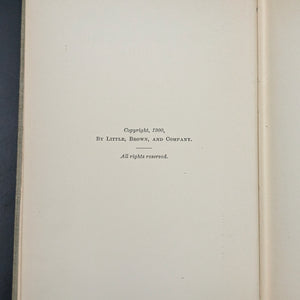 Copyright, 1900,
By Little, Brown, and Company.
All rights reserved.